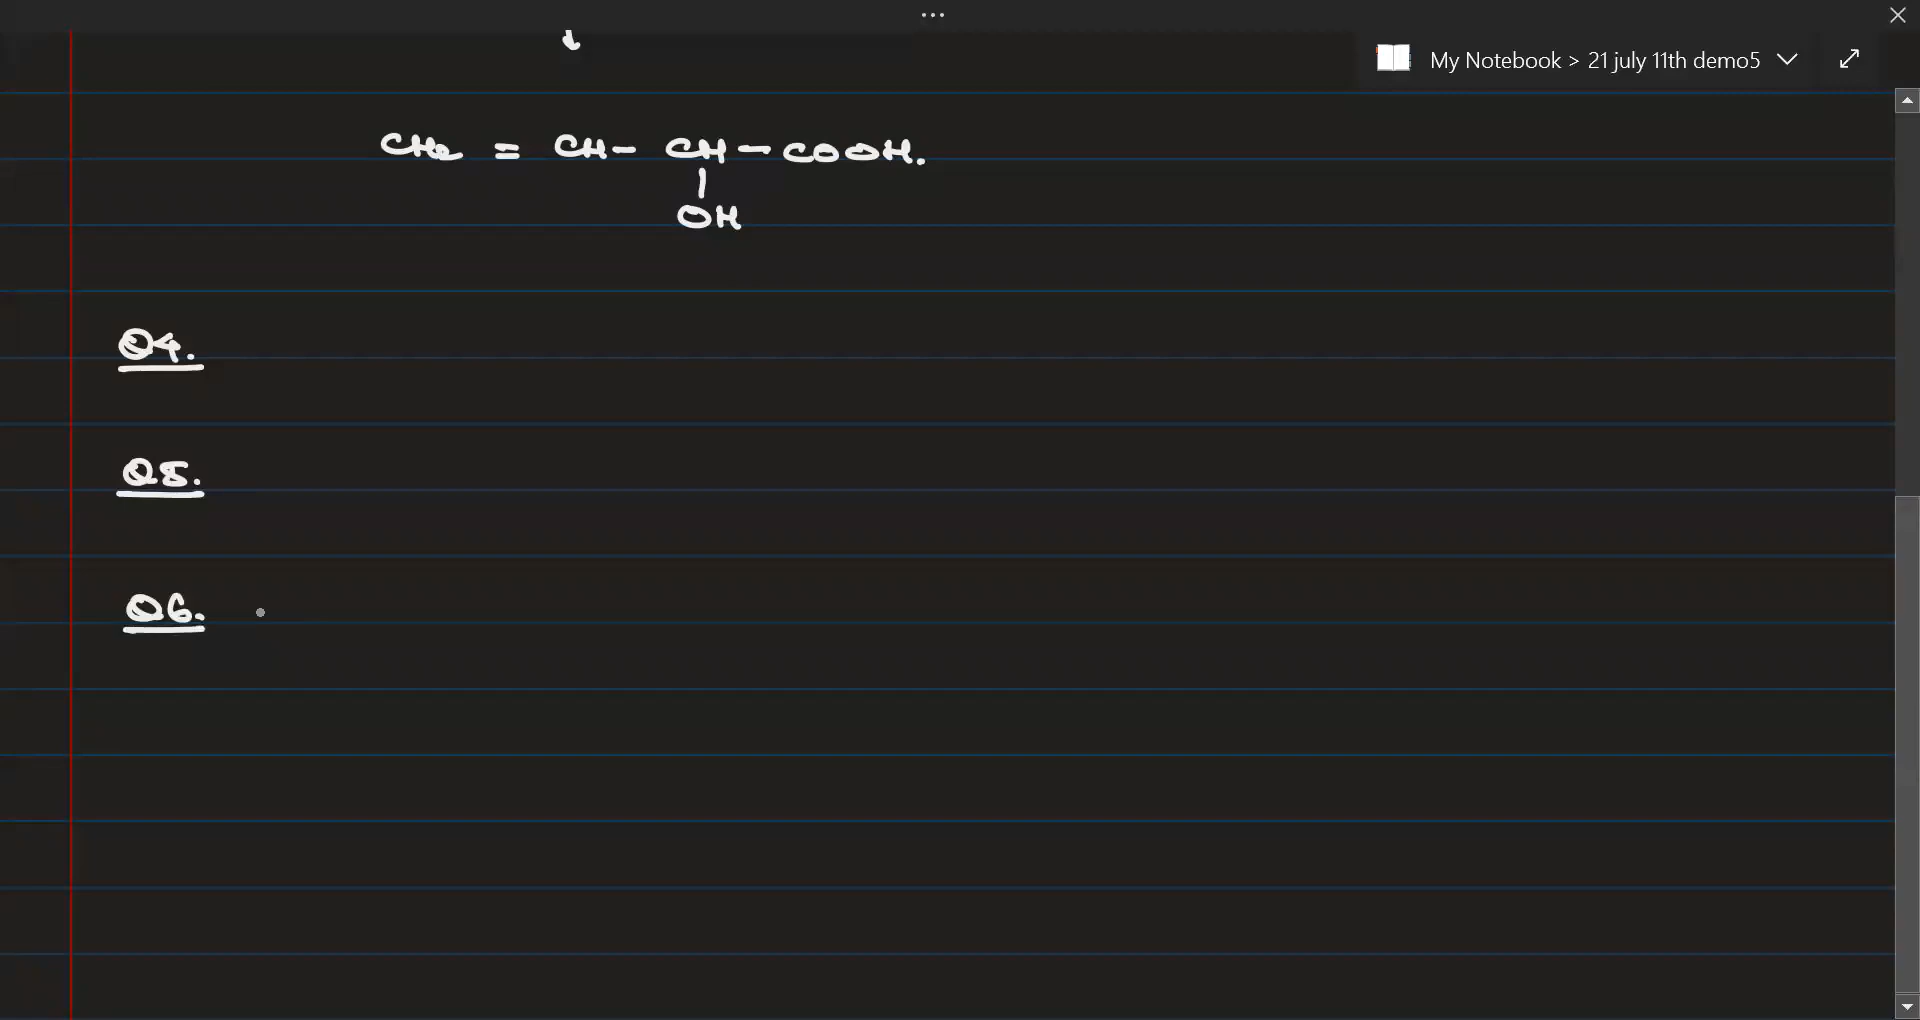 ...
My Notebook > 21 july 11th demo5
CH2 = CH - CH - COOH.
|
OH
Q4.
Q5.
Q6.